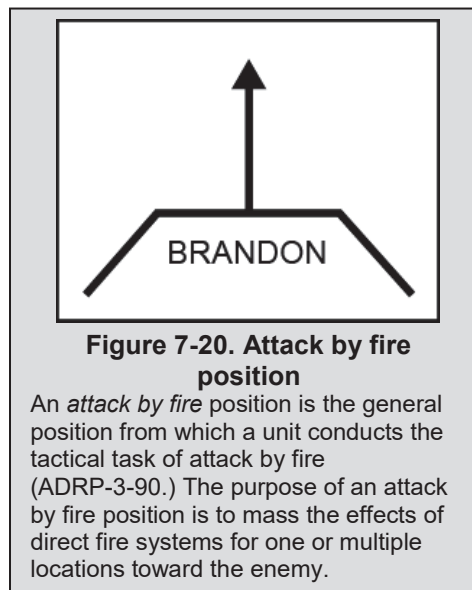 BRANDON
Figure 7-20. Attack by fire
position
An attack by fire position is the general
position from which a unit conducts the
tactical task of attack by fire
(ADRP-3-90.) The purpose of an attack
by fire position is to mass the effects of
direct fire systems for one or multiple
locations toward the enemy.